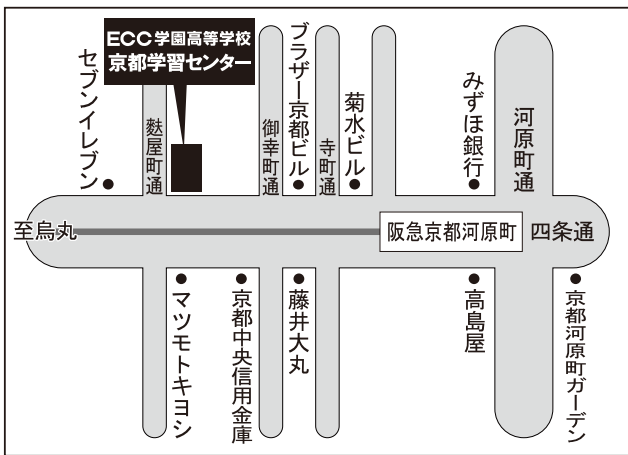 ECC学園高等学校
京都学習センター
セブンイレブン
麩屋町通
御幸町通
ブラザー京都ビル
寺町通
菊水ビル
みずほ銀行
河原町通
至烏丸
阪急京都河原町
四条通
マツモトキヨシ
京都中央信用金庫
藤井大丸
高島屋
京都河原町ガーデン